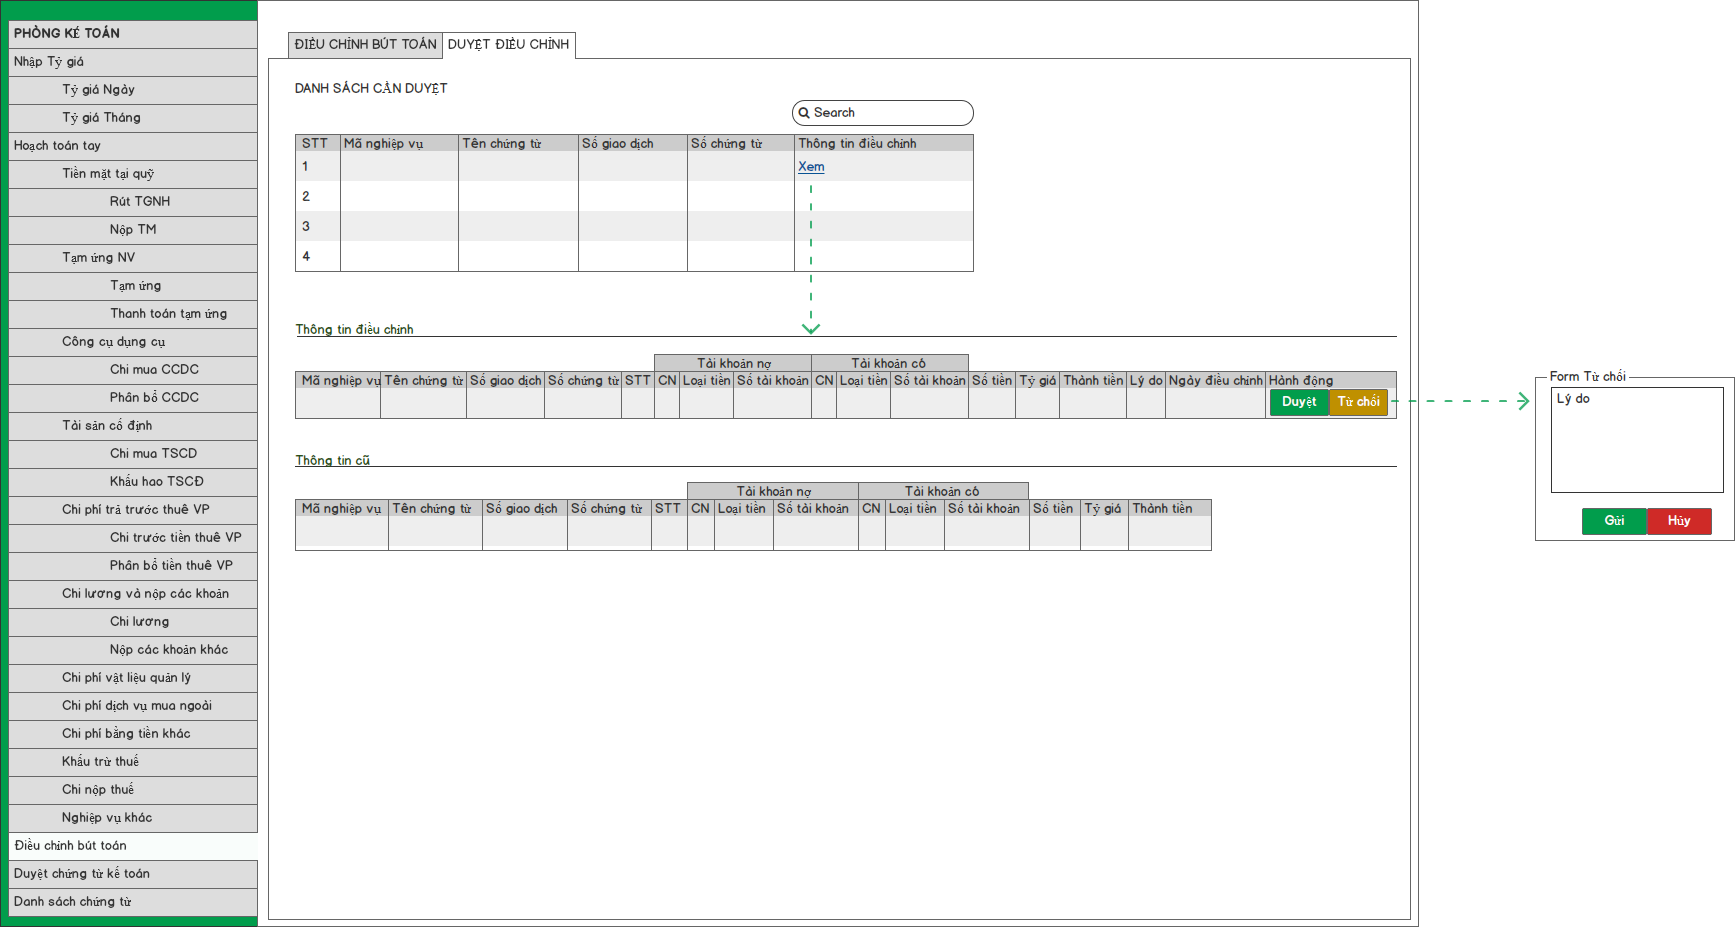 PHÒNG KẾ TOÁN
Nhập Tỷ giá
Tỷ giá Ngày
Tỷ giá Tháng
Hoạch toán tay
Tiền mặt tại quỹ
Rút TGNH
Nộp TM
Tạm ứng NV
Tạm ứng
Thanh toán tạm ứng
Công cụ dụng cụ
Chi mua CCDC
Phân bổ CCDC
Tài sản cố định
Chi mua TSCD
Khấu hao TSCĐ
Chi phí trả trước thuê VP
Chi trước tiền thuê VP
Phân bổ tiền thuê VP
Chi lương và nộp các khoản
Chi lương
Nộp các khoản khác
Chi phí vật liệu quản lý
Chi phí dịch vụ mua ngoài
Chi phí bằng tiền khác
Khấu trừ thuế
Chi nộp thuế
Nghiệp vụ khác
Điều chỉnh bút toán
Duyệt chứng từ kế toán
Danh sách chứng từ
ĐIỀU CHỈNH BÚT TOÁN DUYỆT ĐIỀU CHỈNH
DANH SÁCH CẦN DUYỆT
Search
STT Mã nghiệp vụ Tên chứng từ Số giao dịch Số chứng từ Thông tin điều chỉnh
1 Xem
2
3
4
Thông tin điều chỉnh
Tài khoản nợ Tài khoản có
Mã nghiệp vụ Tên chứng từ Số giao dịch Số chứng từ STT CN Loại tiền Số tài khoản CN Loại tiền Số tài khoản Số tiền Tỷ giá Thành tiền Lý do Ngày điều chỉnh Hành động
Duyệt Từ chối
Thông tin cũ
Tài khoản nợ Tài khoản có
Mã nghiệp vụ Tên chứng từ Số giao dịch Số chứng từ STT CN Loại tiền Số tài khoản CN Loại tiền Số tài khoản Số tiền Tỷ giá Thành tiền
Form Từ chối
Lý do
Gửi Hủy